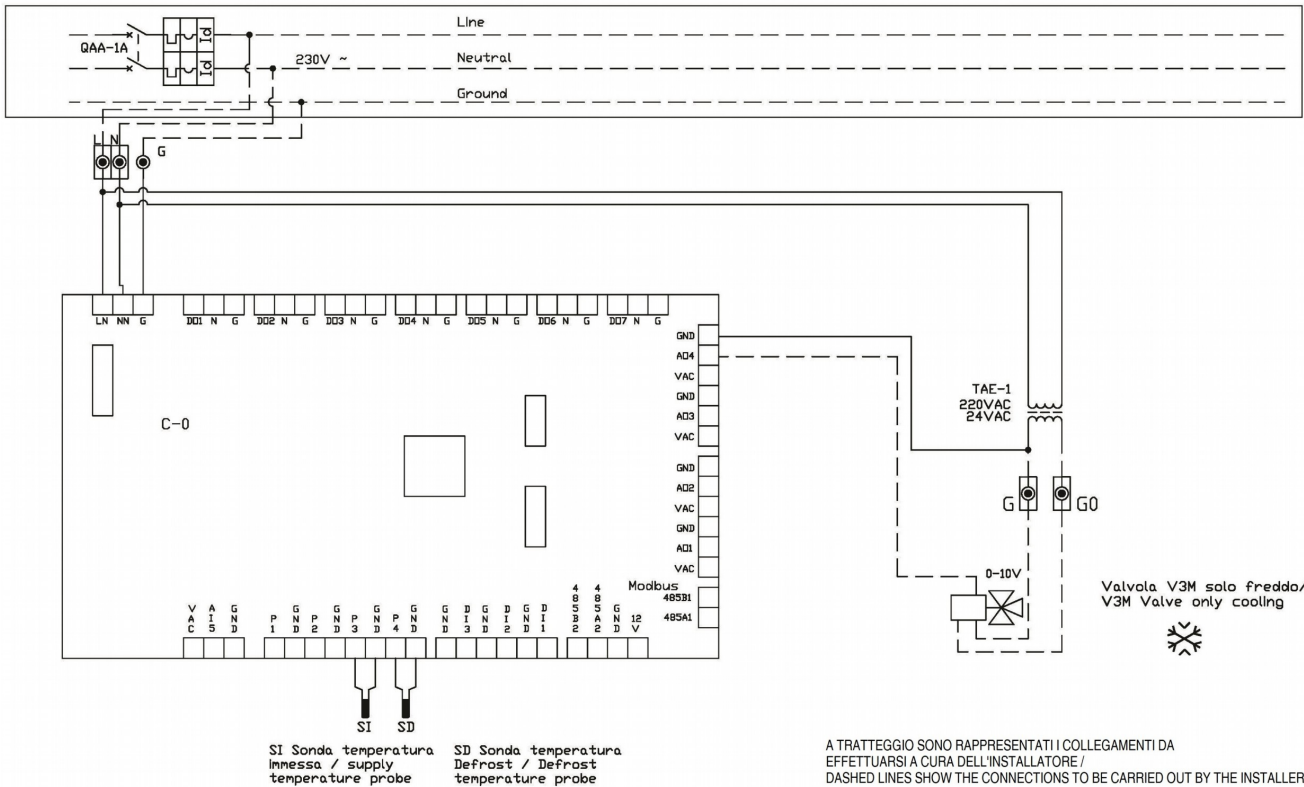 Line
QAA-1A
Id
Id
230V ~
Neutral
Ground
L N
G
LN NN G
DO1 N G
DO2 N G
DO3 N G
DO4 N G
DO5 N G
DO6 N G
DO7 N G
GND
AO4
VAC
GND
AO3
VAC
GND
AO2
VAC
GND
AO1
VAC
C-0
TAE-1
220VAC
24VAC
G
G0
0-10V
Modbus
485B1
485A1
Valvola V3M solo freddo/
V3M Valve only cooling
VAC
AI5
GND
P1
GND
P2
GND
P3
GND
P4
GND
GND
DI3
GND
DI2
GND
DI1
485B2
485A2
GND
12V
SI
SD
SI Sonda temperatura
Immessa / supply
temperature probe
SD Sonda temperatura
Defrost / Defrost
temperature probe
A TRATTEGGIO SONO RAPPRESENTATI I COLLEGAMENTI DA
EFFETTUARSI A CURA DELL'INSTALLATORE /
DASHED LINES SHOW THE CONNECTIONS TO BE CARRIED OUT BY THE INSTALLER